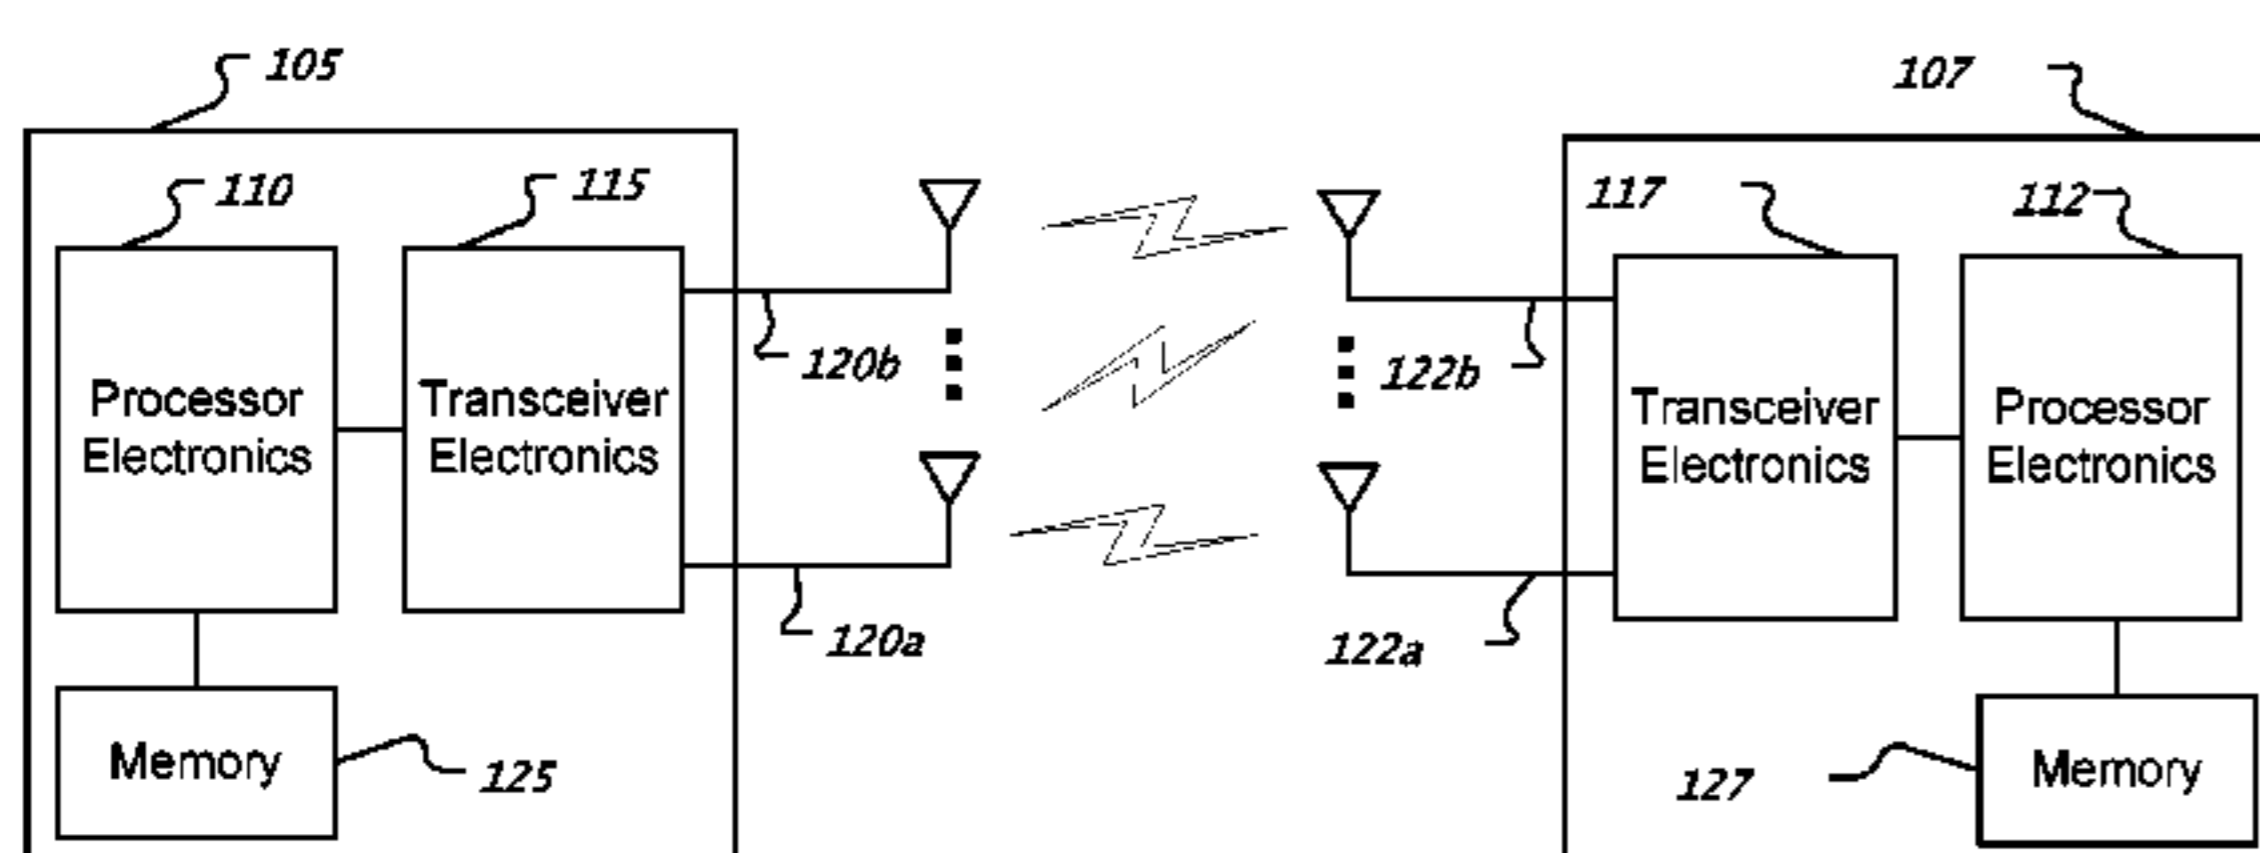 105
107
110
115
117
112
120b
122b
Processor
Electronics
Transceiver
Electronics
Transceiver
Electronics
Processor
Electronics
120a
122a
Memory
125
127
Memory